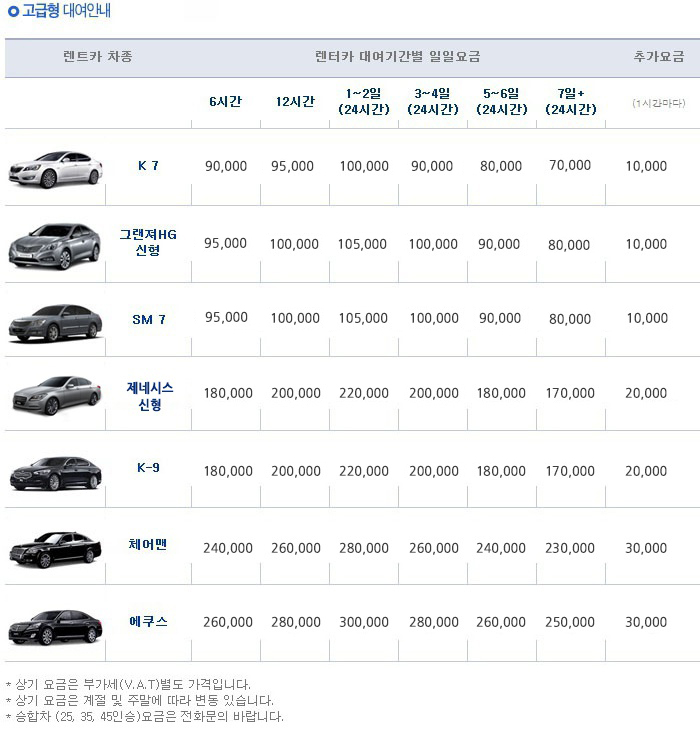 고급형 대여안내
렌트카 차종 렌터카 대여기간별 일일요금 추가요금
6시간 12시간 1~2일 (24시간) 3~4일 (24시간) 5~6일 (24시간) 7일+ (24시간) (1시간마다)
K 7 90,000 95,000 100,000 90,000 80,000 70,000 10,000
그랜져HG 신형 95,000 100,000 105,000 100,000 90,000 80,000 10,000
SM 7 95,000 100,000 105,000 100,000 90,000 80,000 10,000
제네시스 신형 180,000 200,000 220,000 200,000 180,000 170,000 20,000
K-9 180,000 200,000 220,000 200,000 180,000 170,000 20,000
체어맨 240,000 260,000 280,000 260,000 240,000 230,000 30,000
에쿠스 260,000 280,000 300,000 280,000 260,000 250,000 30,000
* 상기 요금은 부가세(V.A.T)별도 가격입니다.
* 상기 요금은 계절 및 주말에 따라 변동 있습니다.
* 승합차 (25, 35, 45인승)요금은 전화문의 바랍니다.